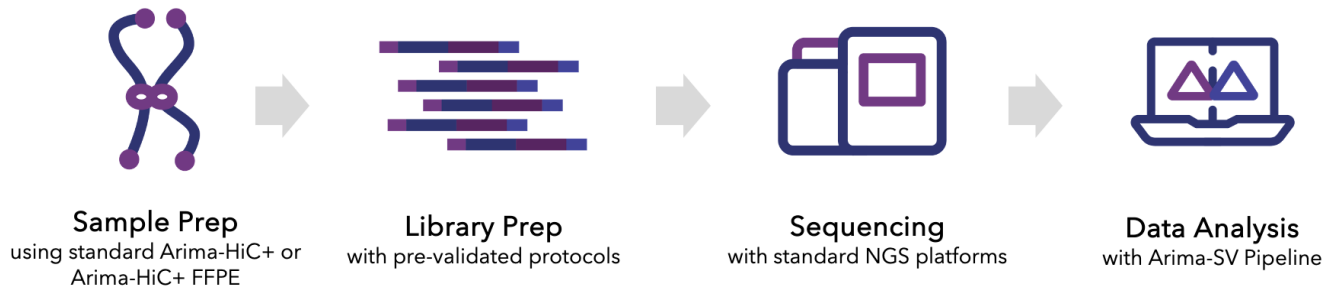 Sample Prep
using standard Arima-HiC+ or
Arima-HiC+ FFPE
Library Prep
with pre-validated protocols
Sequencing
with standard NGS platforms
Data Analysis
with Arima-SV Pipeline